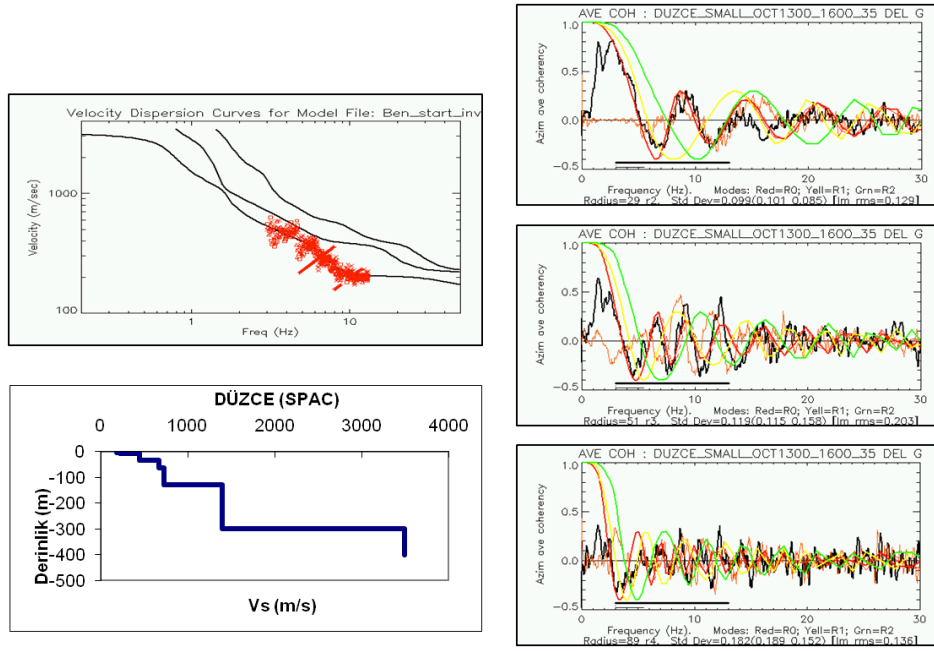 Velocity Dispersion Curves for Model File: Ben_start_inv
Velocity (m/sec)
1000
100
1
10
Freq (Hz)
DÜZCE (SPAC)
0
1000
2000
3000
4000
0
-100
-200
-300
-400
-500
Derinlik (m)
Vs (m/s)
AVE COH : DUZCE_SMALL_OCT1300_1600_35 DEL G
Azim ave coherency
1.0
0.5
0.0
-0.5
0
10
20
30
Frequency (Hz). Modes: Red=R0; Yell=R1; Grn=R2
Radius=29 r2. Std Dev=0.099(0.101 0.085) [Im rms=0.129]
AVE COH : DUZCE_SMALL_OCT1300_1600_35 DEL G
Azim ave coherency
1.0
0.5
0.0
-0.5
0
10
20
30
Frequency (Hz). Modes: Red=R0; Yell=R1; Grn=R2
Radius=51 r3. Std Dev=0.119(0.115 0.158) [Im rms=0.203]
AVE COH : DUZCE_SMALL_OCT1300_1600_35 DEL G
Azim ave coherency
1.0
0.5
0.0
-0.5
0
10
20
30
Frequency (Hz). Modes: Red=R0; Yell=R1; Grn=R2
Radius=89 r4. Std Dev=0.182(0.189 0.152) [Im rms=0.136]